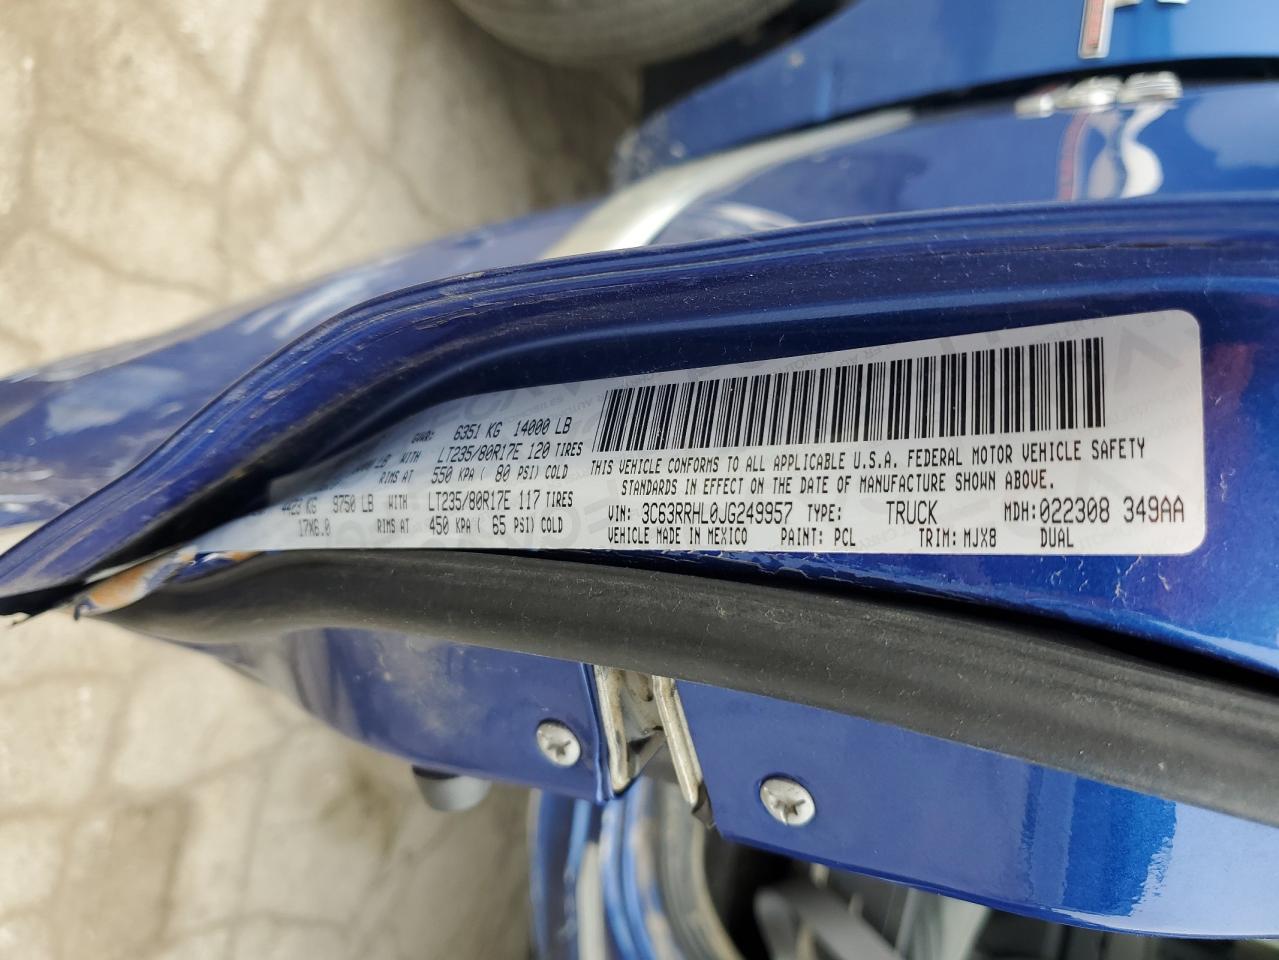 GVWR: 6351 KG 14000 LB
LB WITH LT235/80R17E 120 TIRES
RIMS AT 550 KPA ( 80 PSI) COLD
4423 KG 9750 LB WITH LT235/80R17E 117 TIRES
17X6.0 RIMS AT 450 KPA ( 65 PSI) COLD
THIS VEHICLE CONFORMS TO ALL APPLICABLE U.S.A. FEDERAL MOTOR VEHICLE SAFETY
STANDARDS IN EFFECT ON THE DATE OF MANUFACTURE SHOWN ABOVE.
VIN: 3C63RRHL0JG249957 TYPE: TRUCK MDH: 022308 349AA
VEHICLE MADE IN MEXICO PAINT: PCL TRIM: MJX8 DUAL